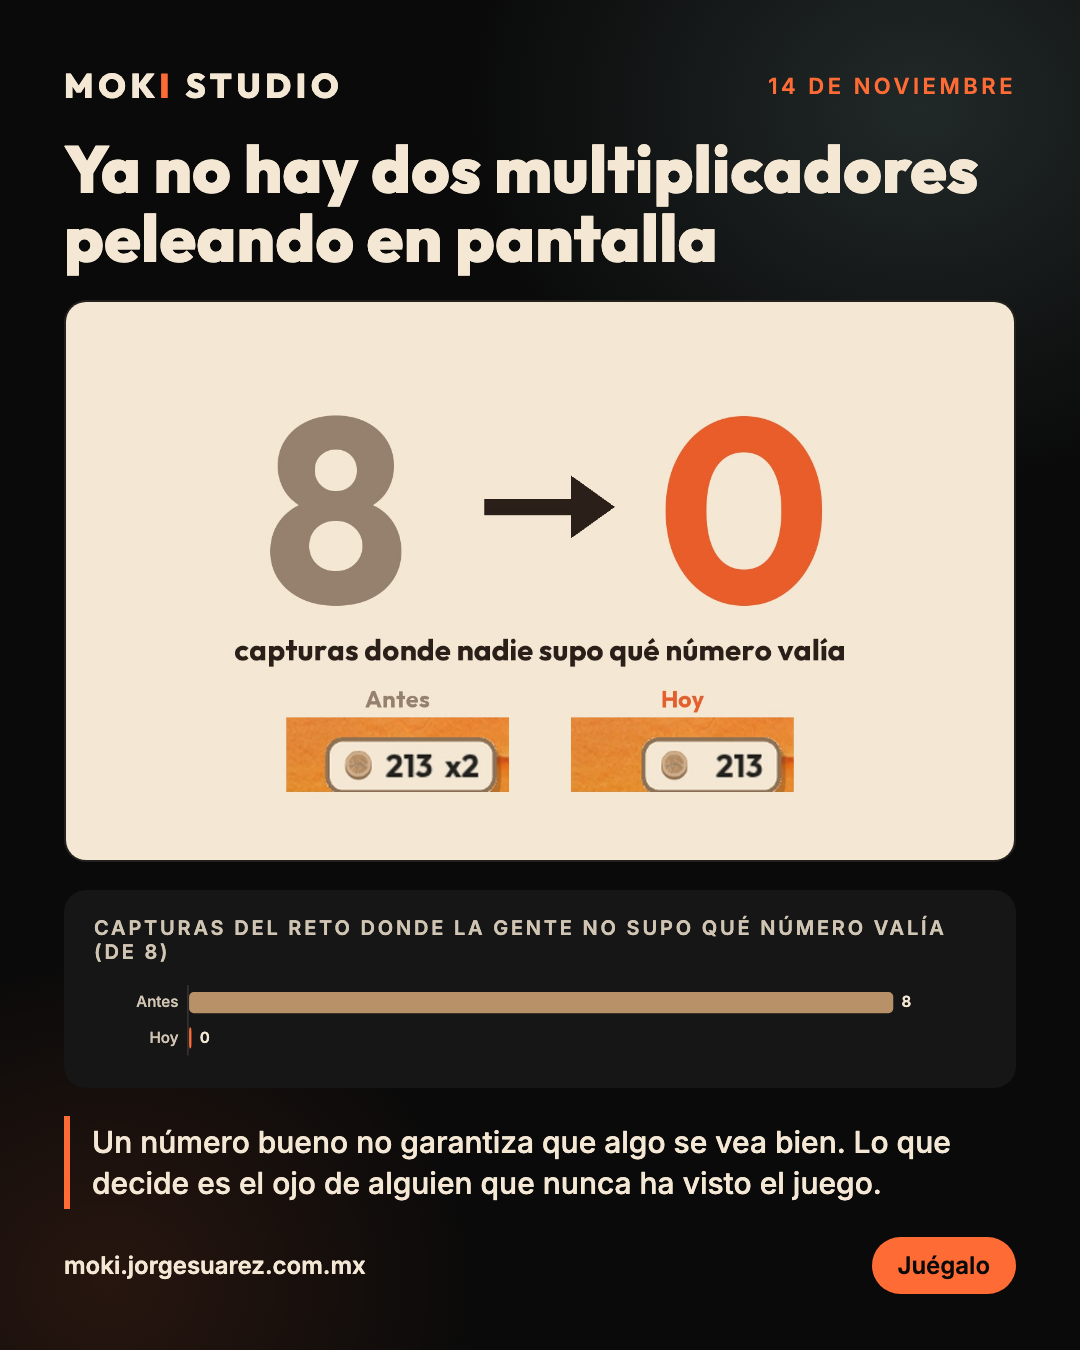 MOKI STUDIO
14 DE NOVIEMBRE
Ya no hay dos multiplicadores
peleando en pantalla
8 → 0
capturas donde nadie supo qué número valía
Antes
Hoy
213 x2
213
CAPTURAS DEL RETO DONDE LA GENTE NO SUPO QUÉ NÚMERO VALÍA
(DE 8)
Antes 8
Hoy 0
Un número bueno no garantiza que algo se vea bien. Lo que
decide es el ojo de alguien que nunca ha visto el juego.
moki.jorgesuarez.com.mx
Juégalo